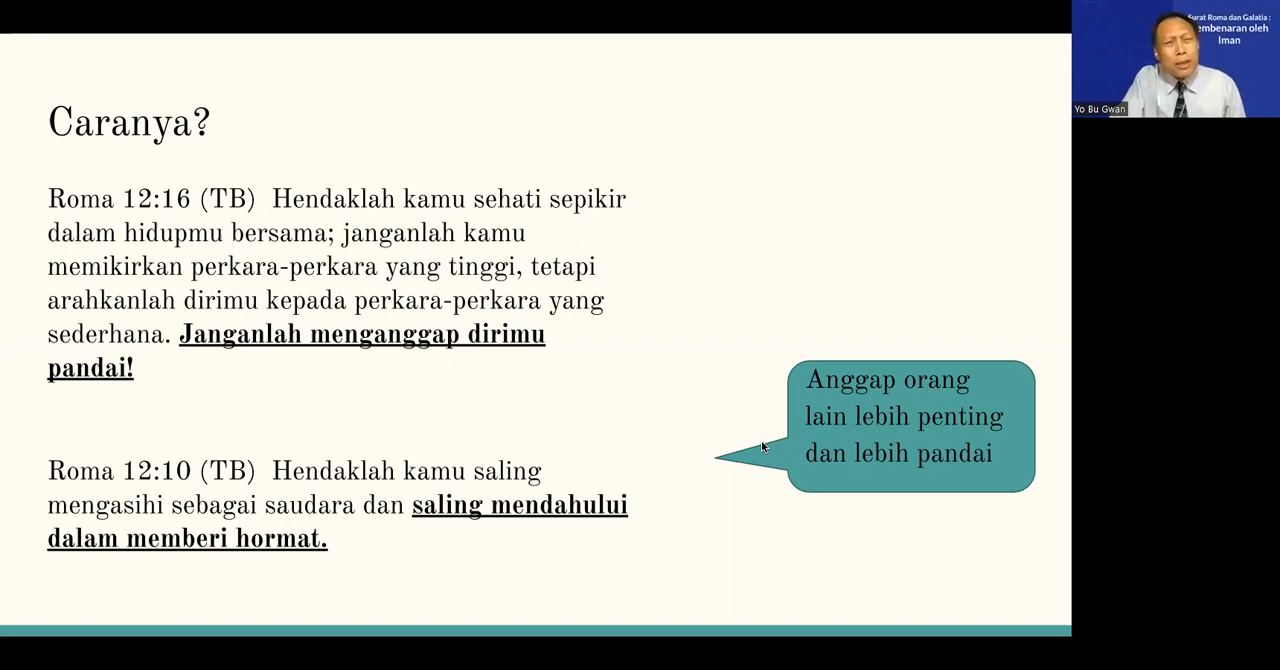 Caranya?
Roma 12:16 (TB) Hendaklah kamu sehati sepikir
dalam hidupmu bersama; janganlah kamu
memikirkan perkara-perkara yang tinggi, tetapi
arahkanlah dirimu kepada perkara-perkara yang
sederhana. Janganlah menganggap dirimu
pandai!
Roma 12:10 (TB) Hendaklah kamu saling
mengasihi sebagai saudara dan saling mendahului
dalam memberi hormat.
Anggap orang
lain lebih penting
dan lebih pandai
Surat Roma dan Galatia :
embenaran oleh
Iman
Yo Bu Gwan